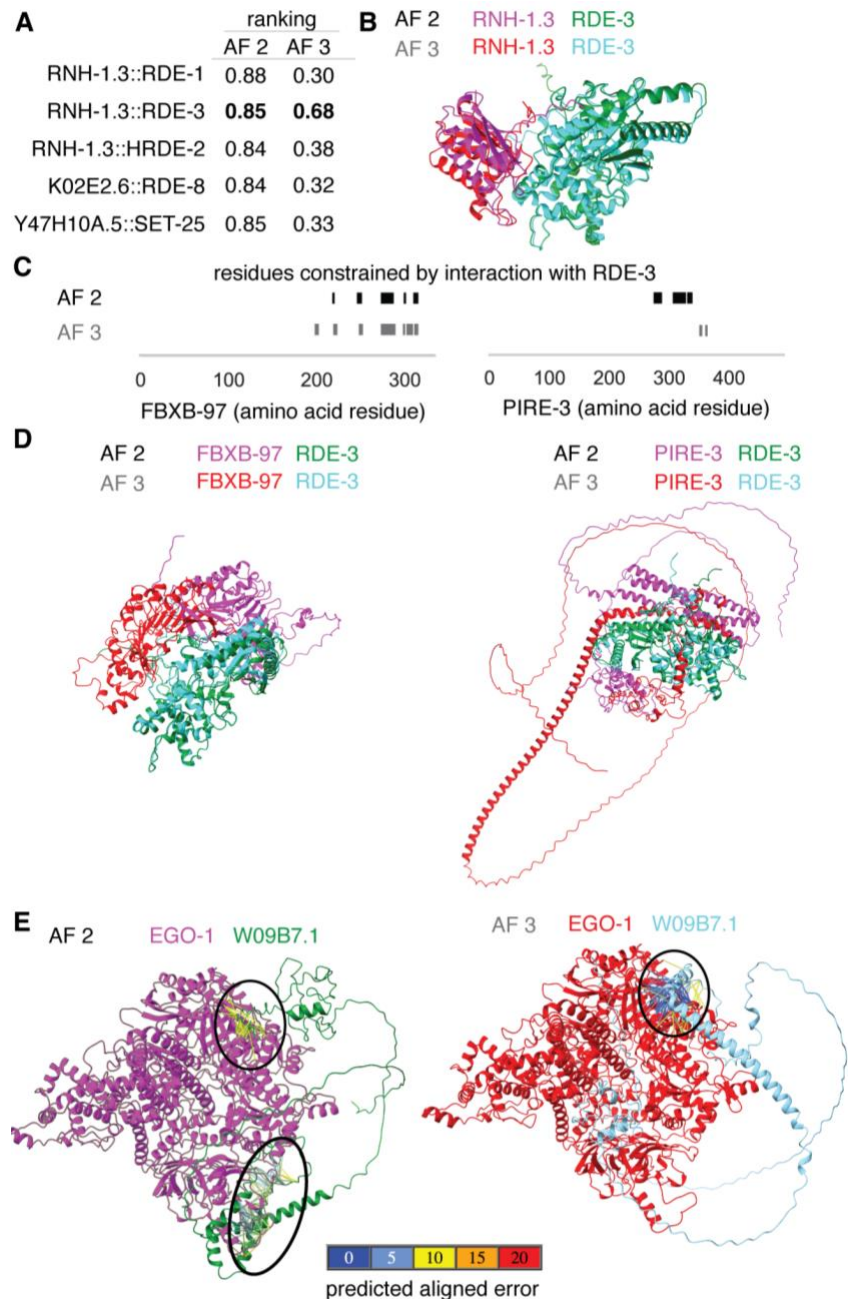 A
ranking
AF 2 AF 3
RNH-1.3::RDE-1 0.88 0.30
RNH-1.3::RDE-3 0.85 0.68
RNH-1.3::HRDE-2 0.84 0.38
K02E2.6::RDE-8 0.84 0.32
Y47H10A.5::SET-25 0.85 0.33
B
AF 2 RNH-1.3 RDE-3
AF 3 RNH-1.3 RDE-3
C
residues constrained by interaction with RDE-3
AF 2
AF 3
0 100 200 300
FBXB-97 (amino acid residue)
0 100 200 300 400
PIRE-3 (amino acid residue)
D
AF 2 FBXB-97 RDE-3
AF 3 FBXB-97 RDE-3
AF 2 PIRE-3 RDE-3
AF 3 PIRE-3 RDE-3
E
AF 2 EGO-1 W09B7.1
AF 3 EGO-1 W09B7.1
0 5 10 15 20
predicted aligned error